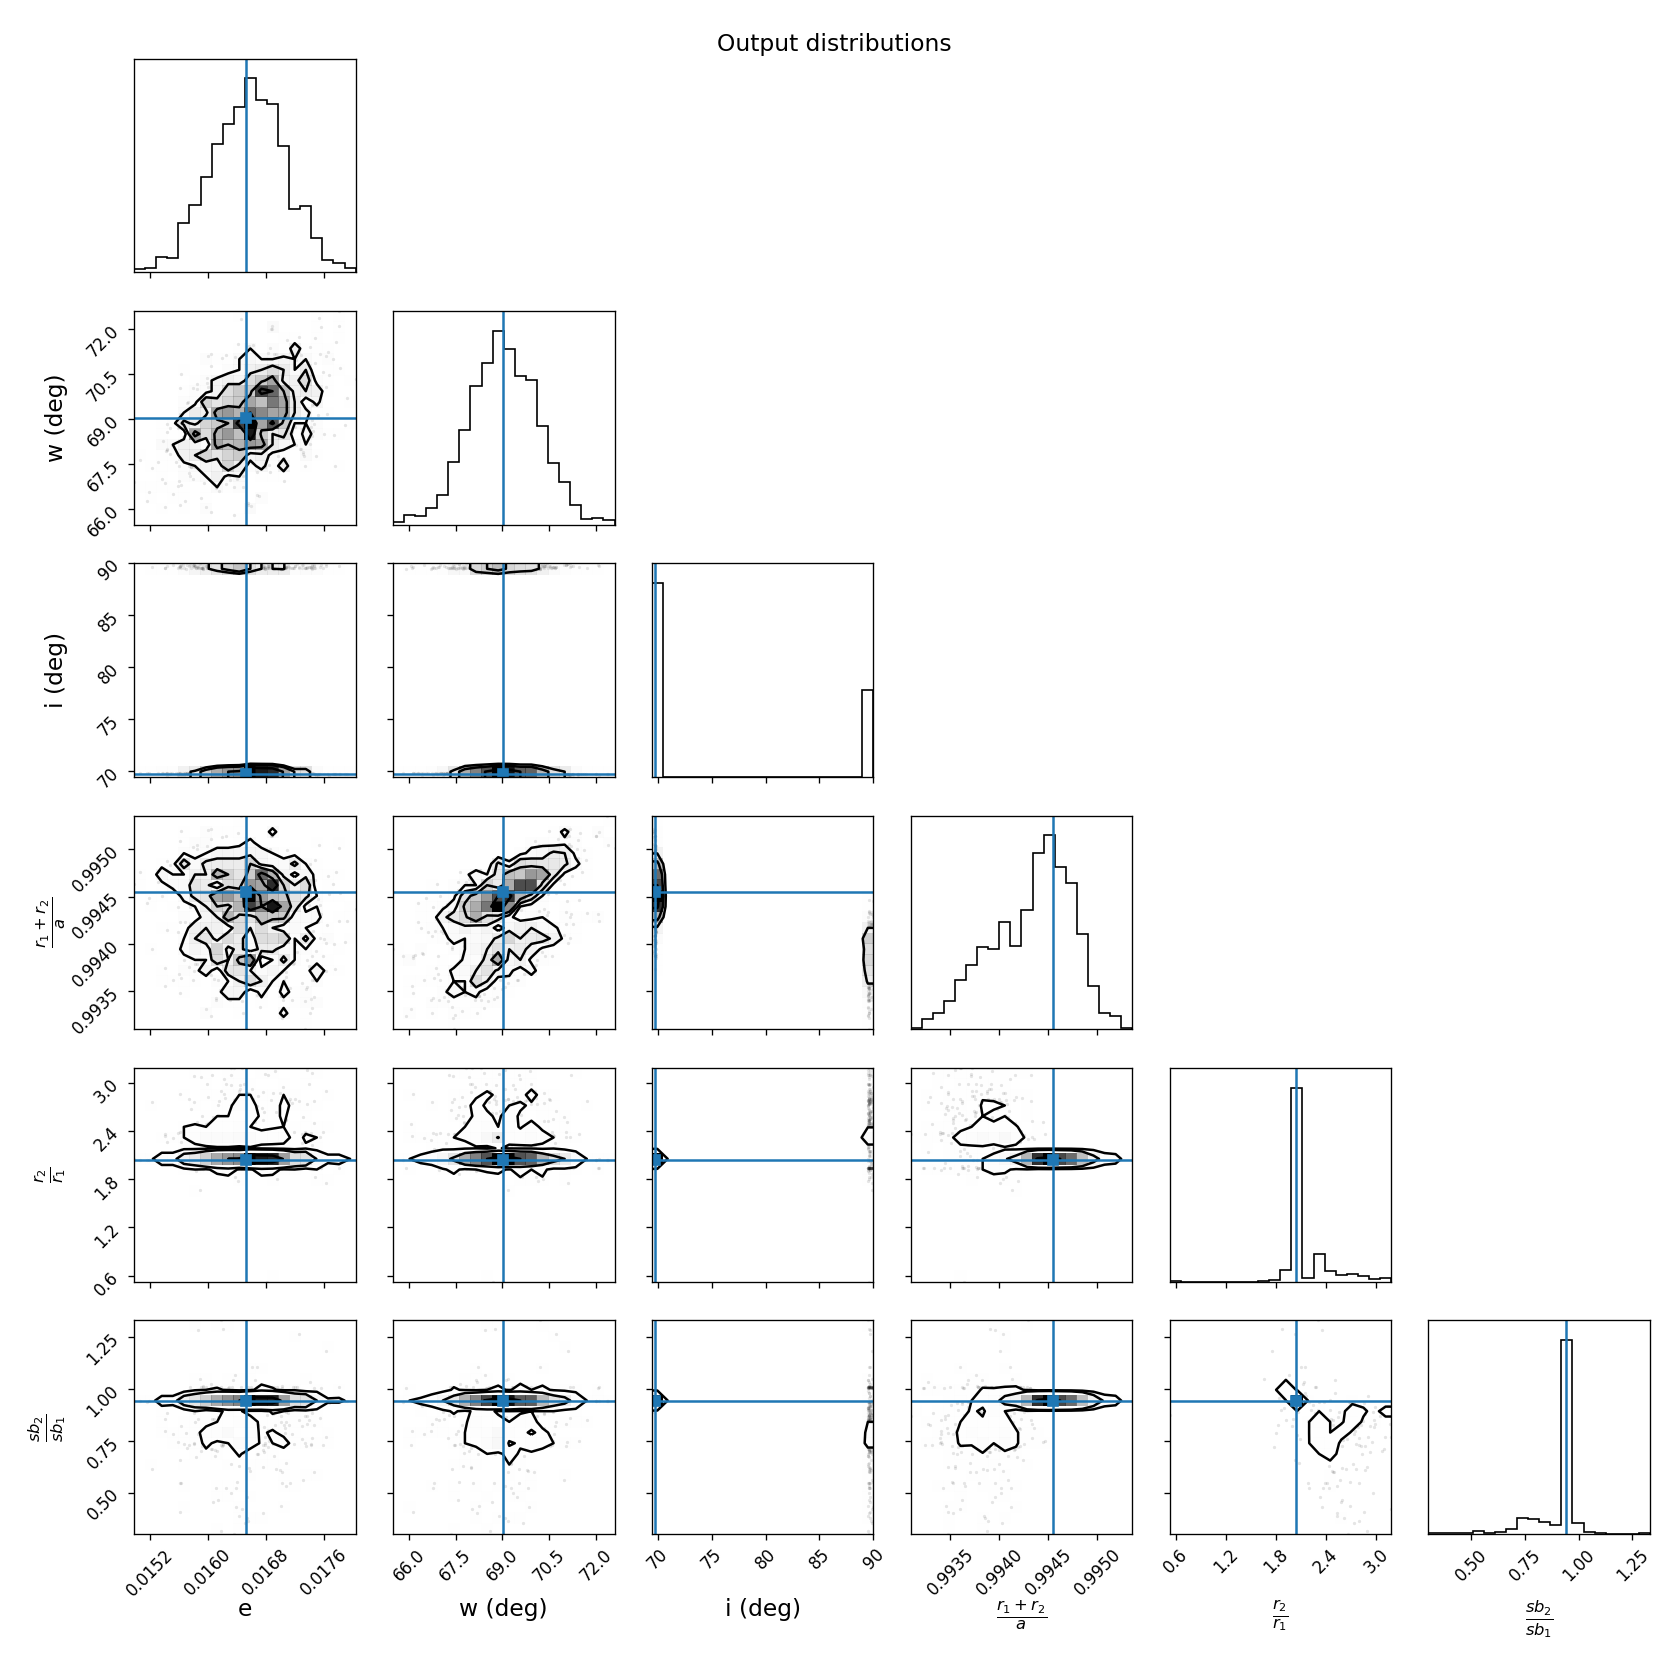 Output distributions
w (deg)
72.0
70.5
69.0
67.5
66.0
i (deg)
90
85
80
75
70
r1 + r2
a
0.9950
0.9945
0.9940
0.9935
r2
r1
3.0
2.4
1.8
1.2
0.6
sb2
sb1
1.25
1.00
0.75
0.50
0.0152 0.0160 0.0168 0.0176 66.0 67.5 69.0 70.5 72.0 70 75 80 85 90 0.9935 0.9940 0.9945 0.9950 0.6 1.2 1.8 2.4 3.0 0.50 0.75 1.00 1.25
e w (deg) i (deg)
r1 + r2
a
r2
r1
sb2
sb1